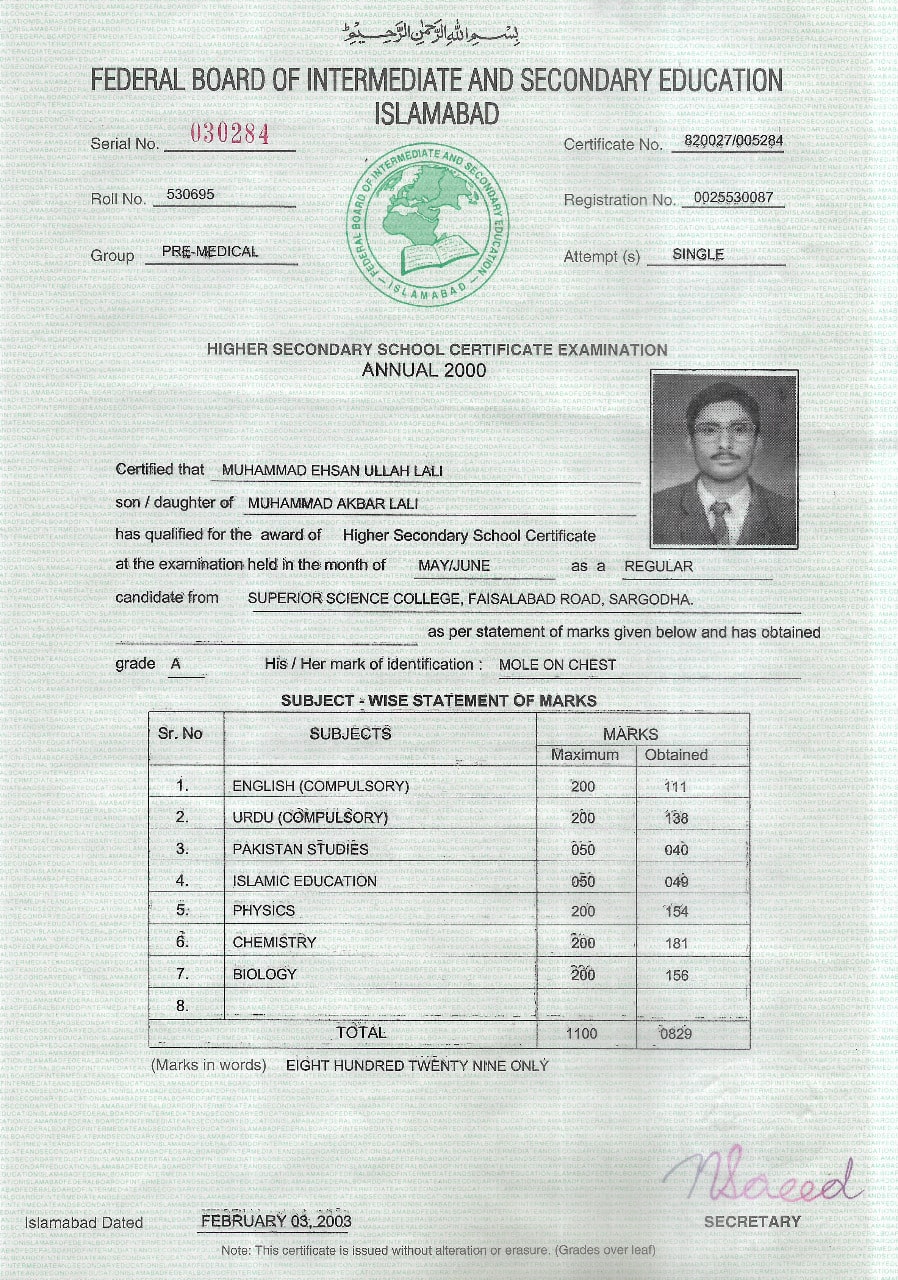 بسم الله الرحمن الرحيم
FEDERAL BOARD OF INTERMEDIATE AND SECONDARY EDUCATION
ISLAMABAD
Serial No. 030284
Certificate No. 820027/005284
FEDERAL BOARD OF INTERMEDIATE AND SECONDARY EDUCATION
— ISLAMABAD —
Roll No. 530695
Registration No. 0025530087
Group PRE-MEDICAL
Attempt (s) SINGLE
HIGHER SECONDARY SCHOOL CERTIFICATE EXAMINATION
ANNUAL 2000
Certified that MUHAMMAD EHSAN ULLAH LALI
son / daughter of MUHAMMAD AKBAR LALI
has qualified for the award of Higher Secondary School Certificate
at the examination held in the month of MAY/JUNE as a REGULAR
candidate from SUPERIOR SCIENCE COLLEGE, FAISALABAD ROAD, SARGODHA.
as per statement of marks given below and has obtained
grade A His / Her mark of identification : MOLE ON CHEST
SUBJECT - WISE STATEMENT OF MARKS
Sr. No SUBJECTS MARKS
Maximum Obtained
1. ENGLISH (COMPULSORY) 200 111
2. URDU (COMPULSORY) 200 138
3. PAKISTAN STUDIES 050 040
4. ISLAMIC EDUCATION 050 049
5. PHYSICS 200 154
6. CHEMISTRY 200 181
7. BIOLOGY 200 156
8.
TOTAL 1100 0829
(Marks in words) EIGHT HUNDRED TWENTY NINE ONLY
NSaeed
Islamabad Dated FEBRUARY 03, 2003
SECRETARY
Note: This certificate is issued without alteration or erasure. (Grades over leaf)